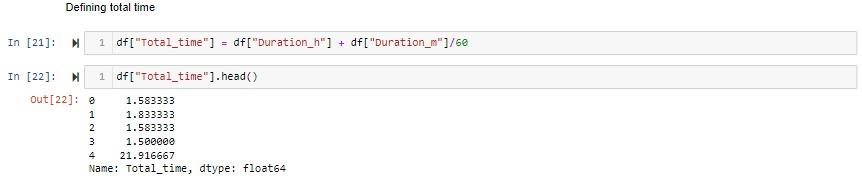 Defining total time
In [21]: 1 df["Total_time"] = df["Duration_h"] + df["Duration_m"]/60
In [22]: 1 df["Total_time"].head()
Out[22]: 0 1.583333
1 1.833333
2 1.583333
3 1.500000
4 21.916667
Name: Total_time, dtype: float64